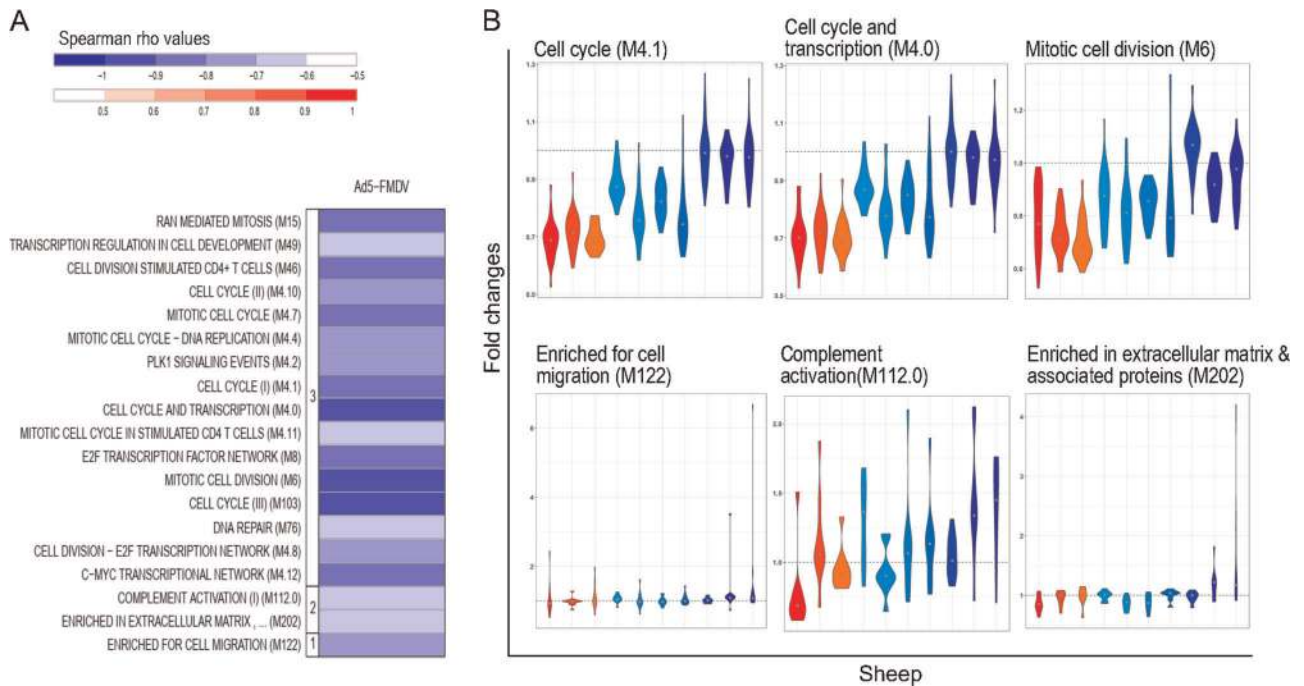 A
Spearman rho values
-1 -0.9 -0.8 -0.7 -0.6 -0.5
0.5 0.6 0.7 0.8 0.9 1
Ad5-FMDV
RAN MEDIATED MITOSIS (M15)
TRANSCRIPTION REGULATION IN CELL DEVELOPMENT (M49)
CELL DIVISION STIMULATED CD4+ T CELLS (M46)
CELL CYCLE (II) (M4.10)
MITOTIC CELL CYCLE (M4.7)
MITOTIC CELL CYCLE - DNA REPLICATION (M4.4)
PLK1 SIGNALING EVENTS (M4.2)
CELL CYCLE (I) (M4.1)
CELL CYCLE AND TRANSCRIPTION (M4.0)
MITOTIC CELL CYCLE IN STIMULATED CD4 T CELLS (M4.11)
E2F TRANSCRIPTION FACTOR NETWORK (M8)
MITOTIC CELL DIVISION (M6)
CELL CYCLE (III) (M103)
DNA REPAIR (M76)
CELL DIVISION - E2F TRANSCRIPTION NETWORK (M4.8)
C-MYC TRANSCRIPTIONAL NETWORK (M4.12)
COMPLEMENT ACTIVATION (I) (M112.0)
ENRICHED IN EXTRACELLULAR MATRIX , ... (M202)
ENRICHED FOR CELL MIGRATION (M122)
3
2
1
B
Fold changes
Cell cycle (M4.1)
Cell cycle and
transcription (M4.0)
Mitotic cell division (M6)
Enriched for cell
migration (M122)
Complement
activation(M112.0)
Enriched in extracellular matrix &
associated proteins (M202)
Sheep